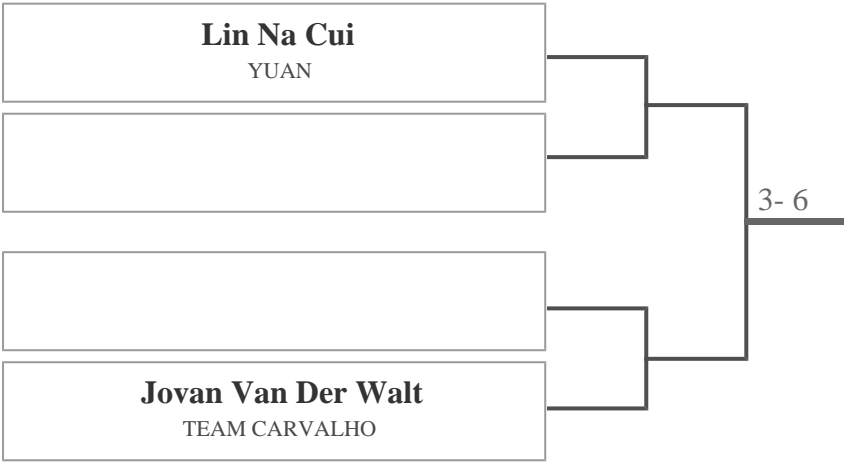 Lin Na Cui
YUAN
3- 6
Jovan Van Der Walt
TEAM CARVALHO